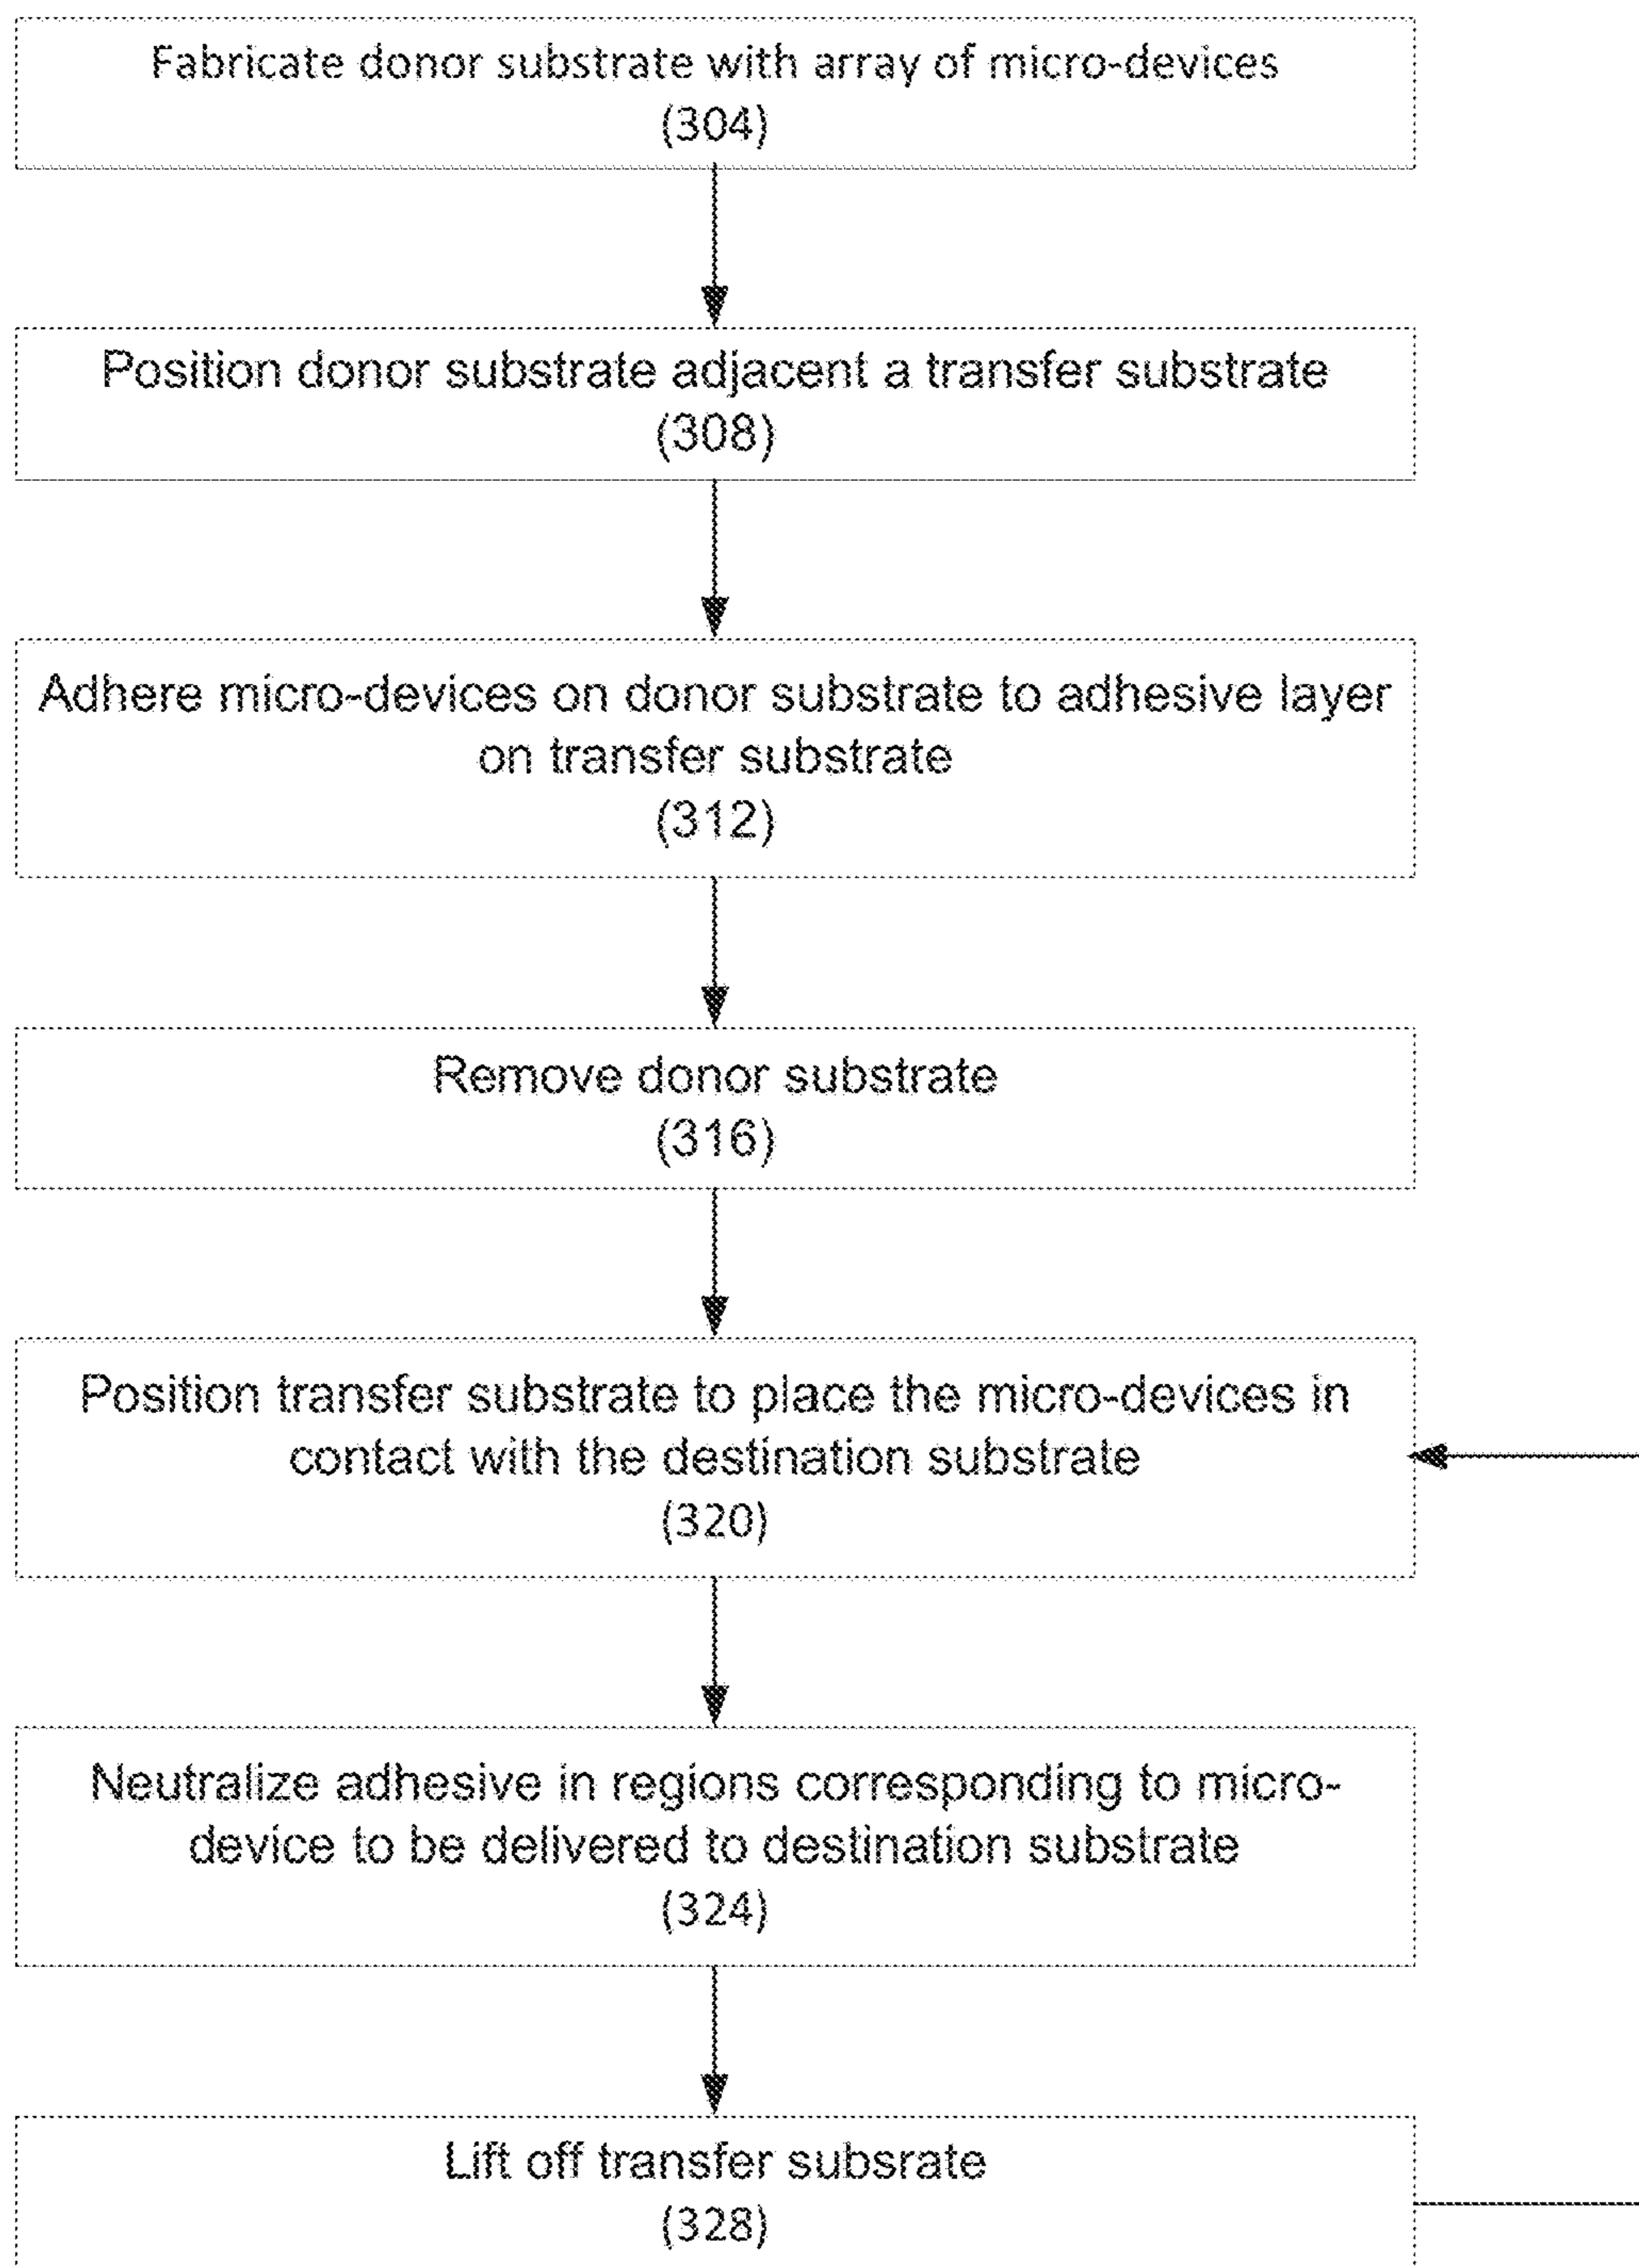 Fabricate donor substrate with array of micro-devices
(304)
Position donor substrate adjacent a transfer substrate
(308)
Adhere micro-devices on donor substrate to adhesive layer
on transfer substrate
(312)
Remove donor substrate
(316)
Position transfer substrate to place the micro-devices in
contact with the destination substrate
(320)
Neutralize adhesive in regions corresponding to micro-
device to be delivered to destination substrate
(324)
Lift off transfer subsrate
(328)